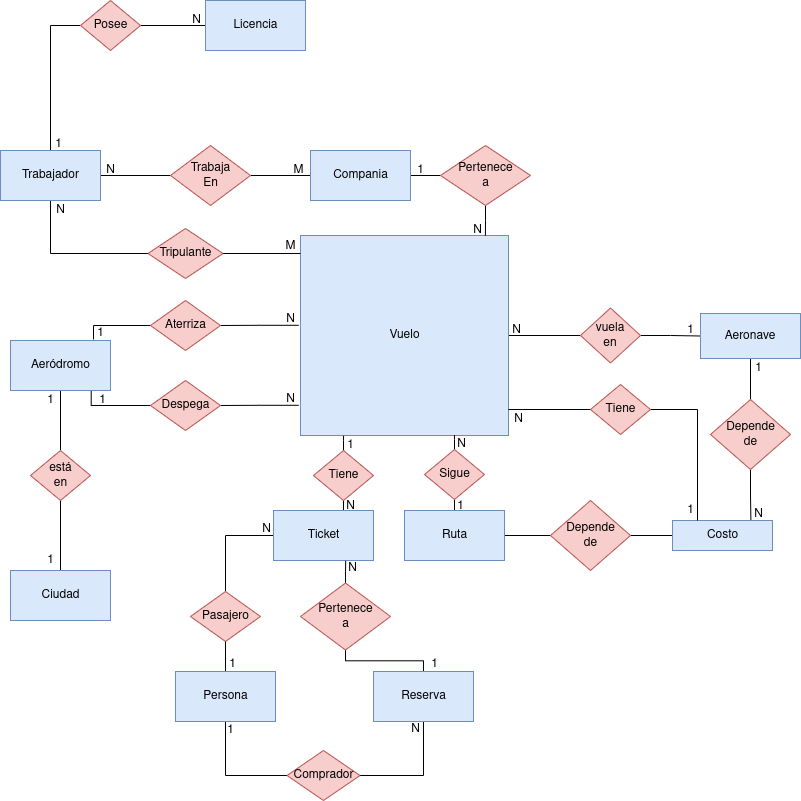 Posee
N
Licencia
1
Trabajador
N
Trabaja
En
M
Compania
1
Pertenece
a
N
N
Tripulante
M
Vuelo
Aterriza
N
1
Aeródromo
1
Despega
N
N
vuela
en
1
Aeronave
1
N
Tiene
1
Depende
de
N
Costo
1
está
en
1
Ciudad
1
Tiene
N
N
Sigue
1
Ticket
Ruta
Depende
de
N
Pasajero
1
N
Pertenece
a
1
Persona
Reserva
1
N
Comprador